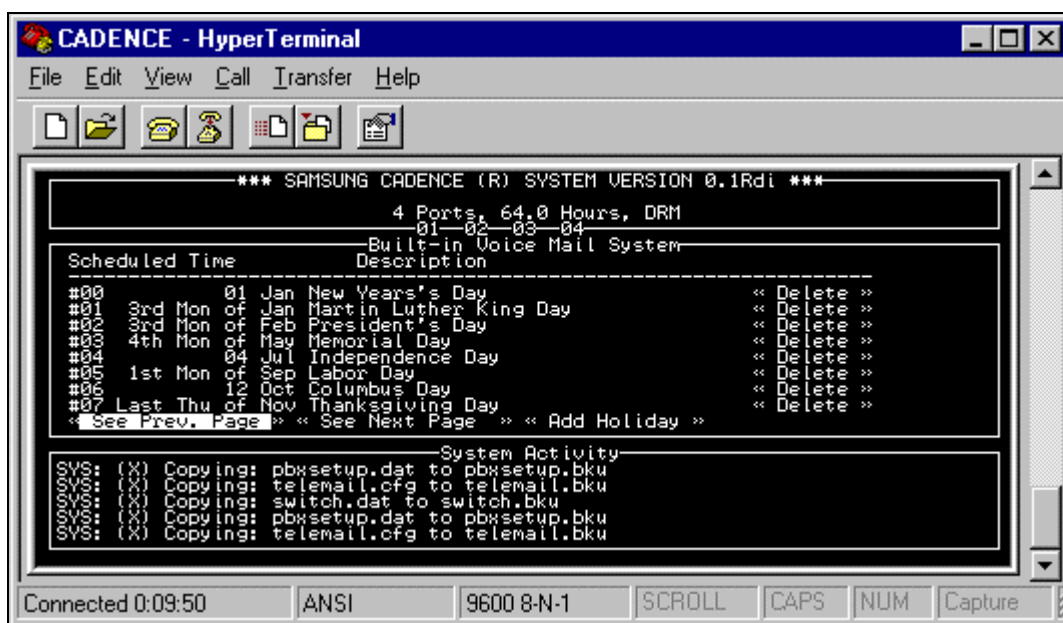 CADENCE - HyperTerminal
File Edit View Call Transfer Help
*** SAMSUNG CADENCE (R) SYSTEM VERSION 0.1Rdi ***
4 Ports, 64.0 Hours, DRM
01 02 03 04
Built-in Voice Mail System
Scheduled Time Description
#00 01 Jan New Years's Day « Delete »
#01 3rd Mon of Jan Martin Luther King Day « Delete »
#02 3rd Mon of Feb President's Day « Delete »
#03 4th Mon of May Memorial Day « Delete »
#04 04 Jul Independence Day « Delete »
#05 1st Mon of Sep Labor Day « Delete »
#06 12 Oct Columbus Day « Delete »
#07 Last Thu of Nov Thanksgiving Day « Delete »
« See Prev. Page » « See Next Page » « Add Holiday »
System Activity
SYS: (X) Copying: pbxsetup.dat to pbxsetup.bku
SYS: (X) Copying: telemail.cfg to telemail.bku
SYS: (X) Copying: switch.dat to switch.bku
SYS: (X) Copying: pbxsetup.dat to pbxsetup.bku
SYS: (X) Copying: telemail.cfg to telemail.bku
Connected 0:09:50 ANSI 9600 8-N-1 SCROLL CAPS NUM Capture